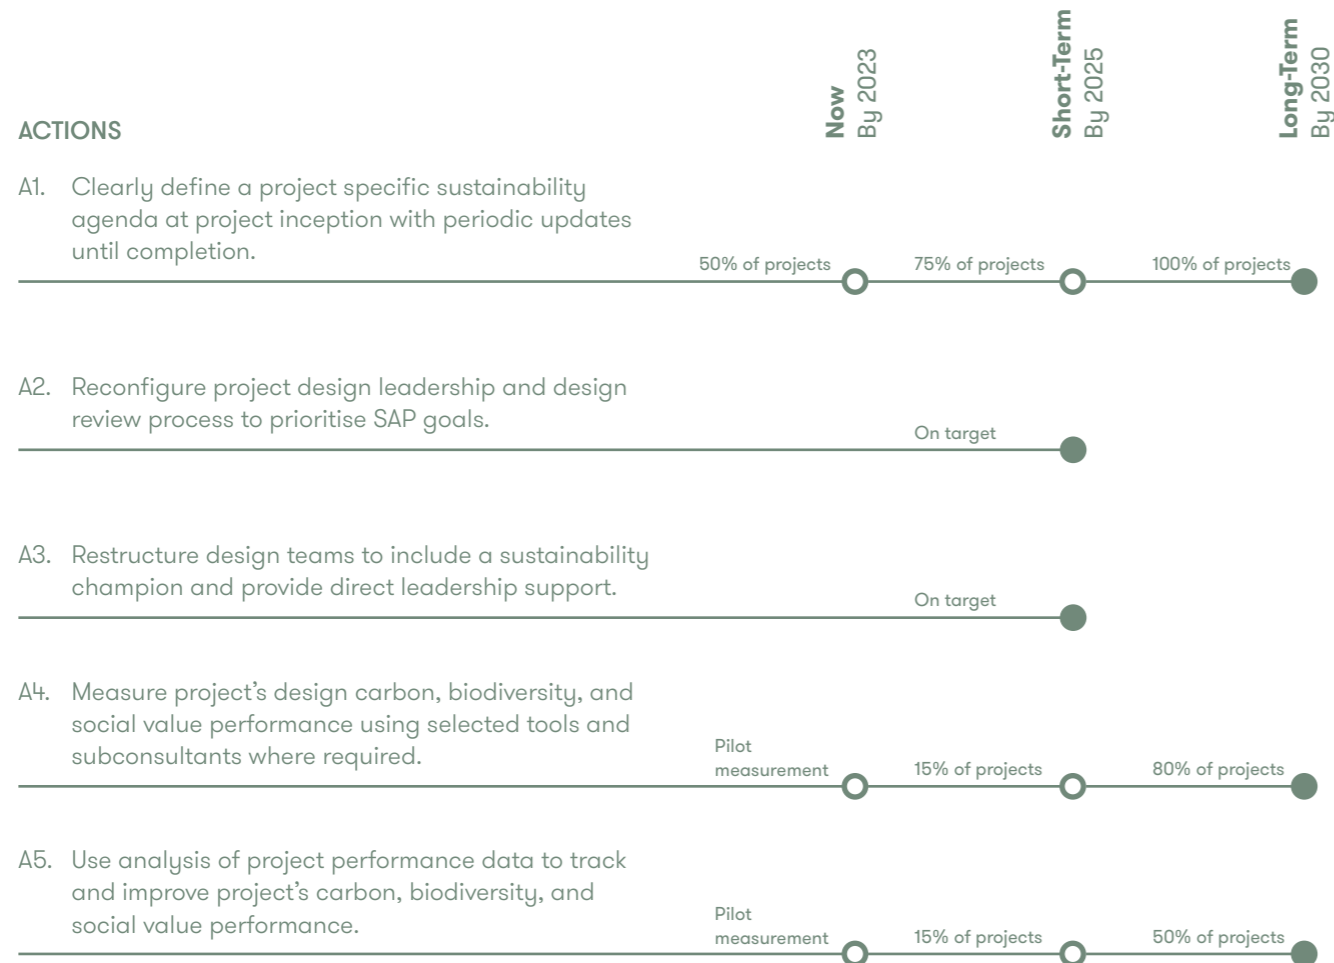 Now
By 2023
Short-Term
By 2025
Long-Term
By 2030
ACTIONS
A1. Clearly define a project specific sustainability
agenda at project inception with periodic updates
until completion.
50% of projects 75% of projects 100% of projects
A2. Reconfigure project design leadership and design
review process to prioritise SAP goals.
On target
A3. Restructure design teams to include a sustainability
champion and provide direct leadership support.
On target
A4. Measure project's design carbon, biodiversity, and
social value performance using selected tools and
subconsultants where required.
Pilot
measurement 15% of projects 80% of projects
A5. Use analysis of project performance data to track
and improve project's carbon, biodiversity, and
social value performance.
Pilot
measurement 15% of projects 50% of projects